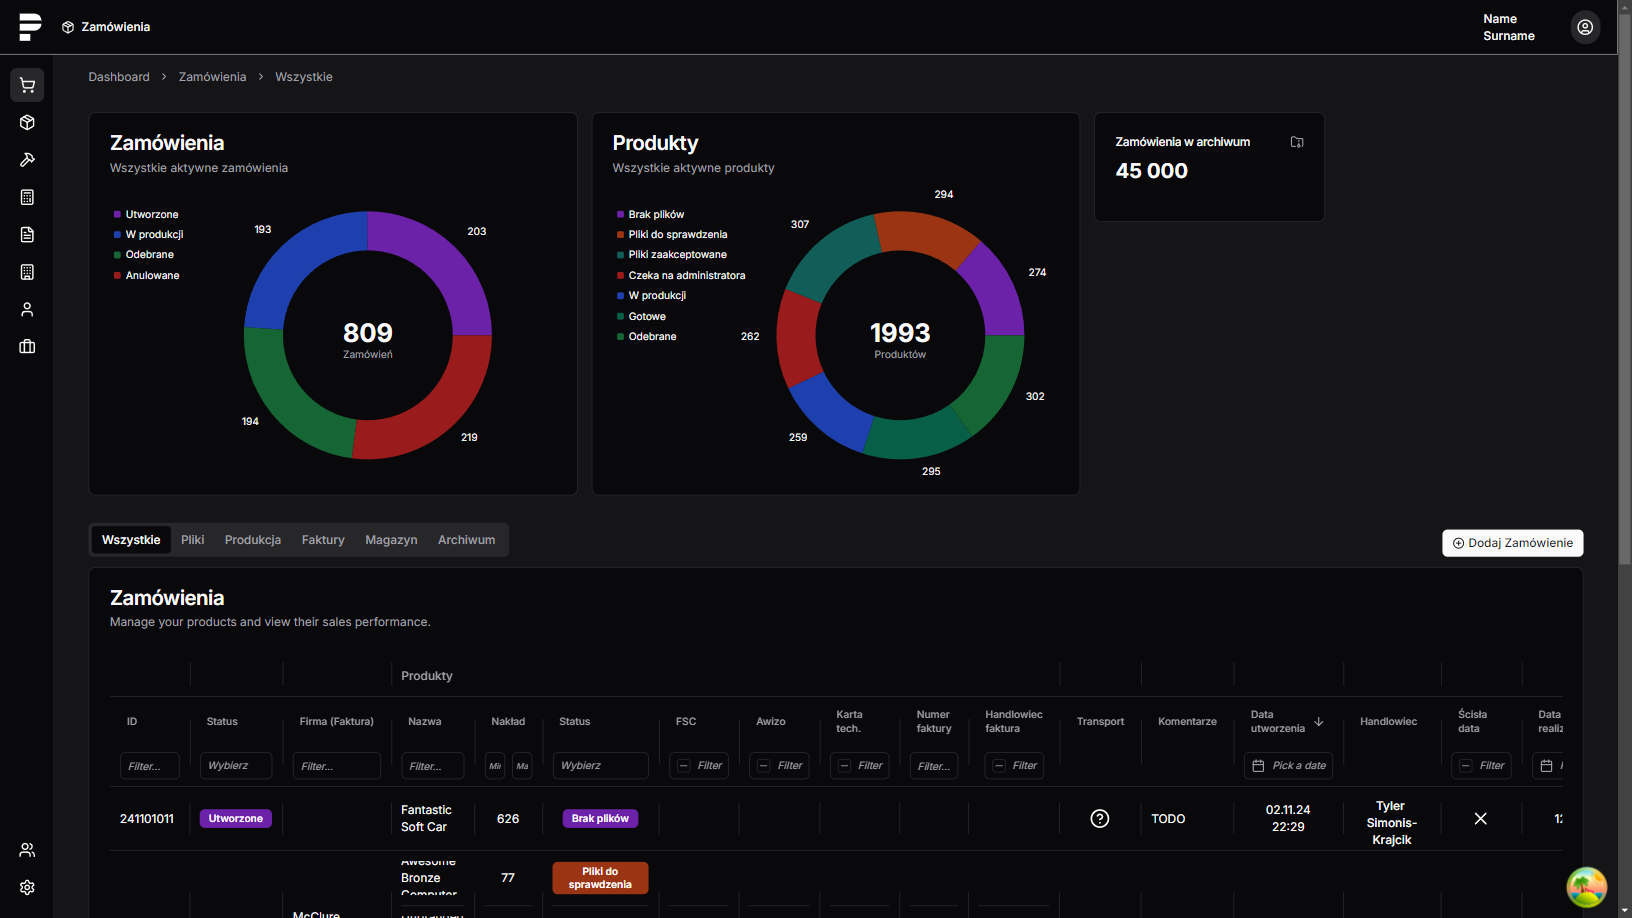 Zamówienia
Name
Surname
Dashboard
Zamówienia
Wszystkie
Zamówienia
Wszystkie aktywne zamówienia
Utworzone
W produkcji
Odebrane
Anulowane
193
203
809
Zamówień
194
219
Produkty
Wszystkie aktywne produkty
Brak plików
Pliki do sprawdzenia
Pliki zaakceptowane
Czeka na administratora
W produkcji
Gotowe
Odebrane
294
307
274
262
1993
Produktów
302
259
295
Zamówienia w archiwum
45 000
Wszystkie
Pliki
Produkcja
Faktury
Magazyn
Archiwum
Dodaj Zamówienie
Zamówienia
Manage your products and view their sales performance.
Produkty
ID
Status
Firma (Faktura)
Nazwa
Nakład
Status
FSC
Awizo
Karta
tech.
Numer
faktury
Handlowiec
faktura
Transport
Komentarze
Data
utworzenia
Handlowiec
Ścisła
data
Data
realiz
Filter...
Wybierz
Filter...
Filter...
Mi
Ma
Wybierz
Filter
Filter
Filter
Filter...
Filter
Pick a date
Filter
241101011
Utworzone
Fantastic
Soft Car
626
Brak plików
TODO
02.11.24
22:29
Tyler
Simonis-
Krajcik
12
Awesome
Bronze
Computer
77
Pliki do
sprawdzenia
McClure